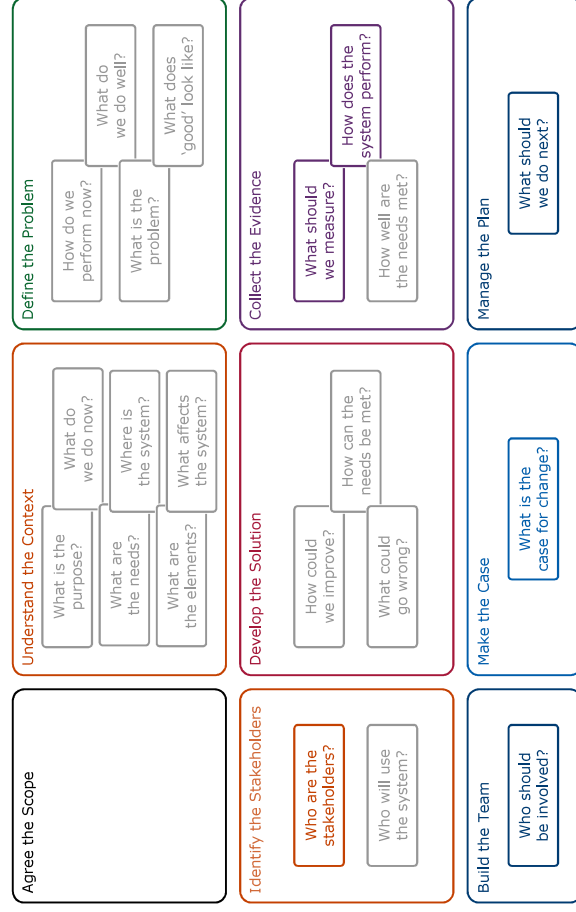 Agree the Scope
Understand the Context
What is the
purpose?
What do
we do now?
What are
the needs?
Where is
the system?
What are
the elements?
What affects
the system?
Define the Problem
How do we
perform now?
What do
we do well?
What is the
problem?
What does
‘good’ look like?
Identify the Stakeholders
Who are the
stakeholders?
Who will use
the system?
Develop the Solution
How could
we improve?
How can the
needs be met?
What could
go wrong?
Collect the Evidence
What should
we measure?
How does the
system perform?
How well are
the needs met?
Build the Team
Who should
be involved?
Make the Case
What is the
case for change?
Manage the Plan
What should
we do next?